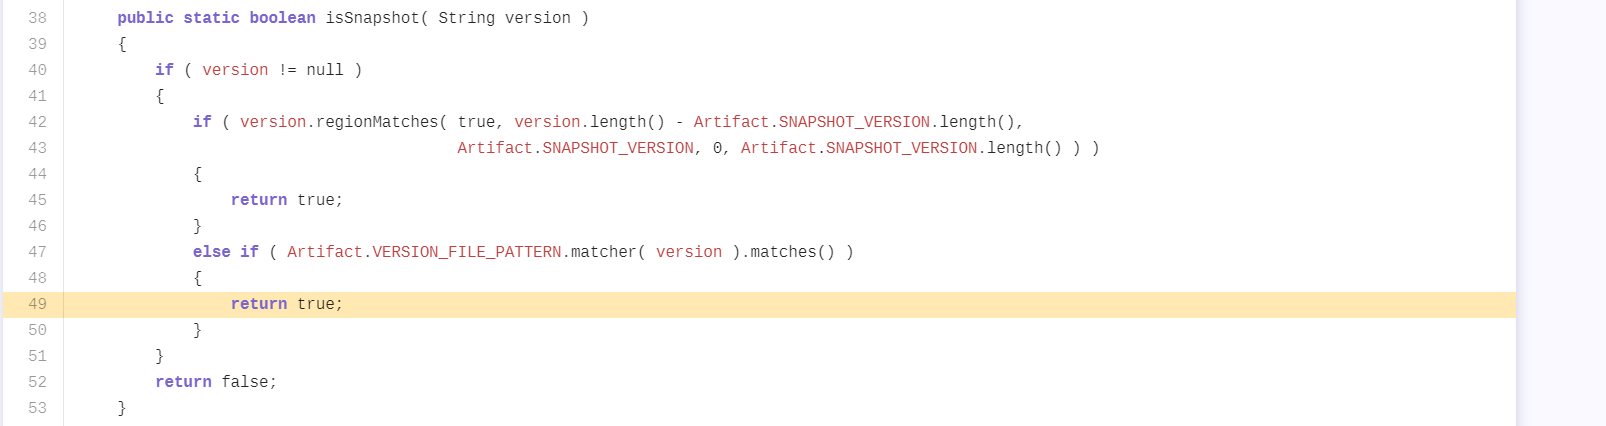 38 public static boolean isSnapshot( String version )
39 {
40 if ( version != null )
41 {
42 if ( version.regionMatches( true, version.length() - Artifact.SNAPSHOT_VERSION.length(),
43 Artifact.SNAPSHOT_VERSION, 0, Artifact.SNAPSHOT_VERSION.length() ) )
44 {
45 return true;
46 }
47 else if ( Artifact.VERSION_FILE_PATTERN.matcher( version ).matches() )
48 {
49 return true;
50 }
51 }
52 return false;
53 }